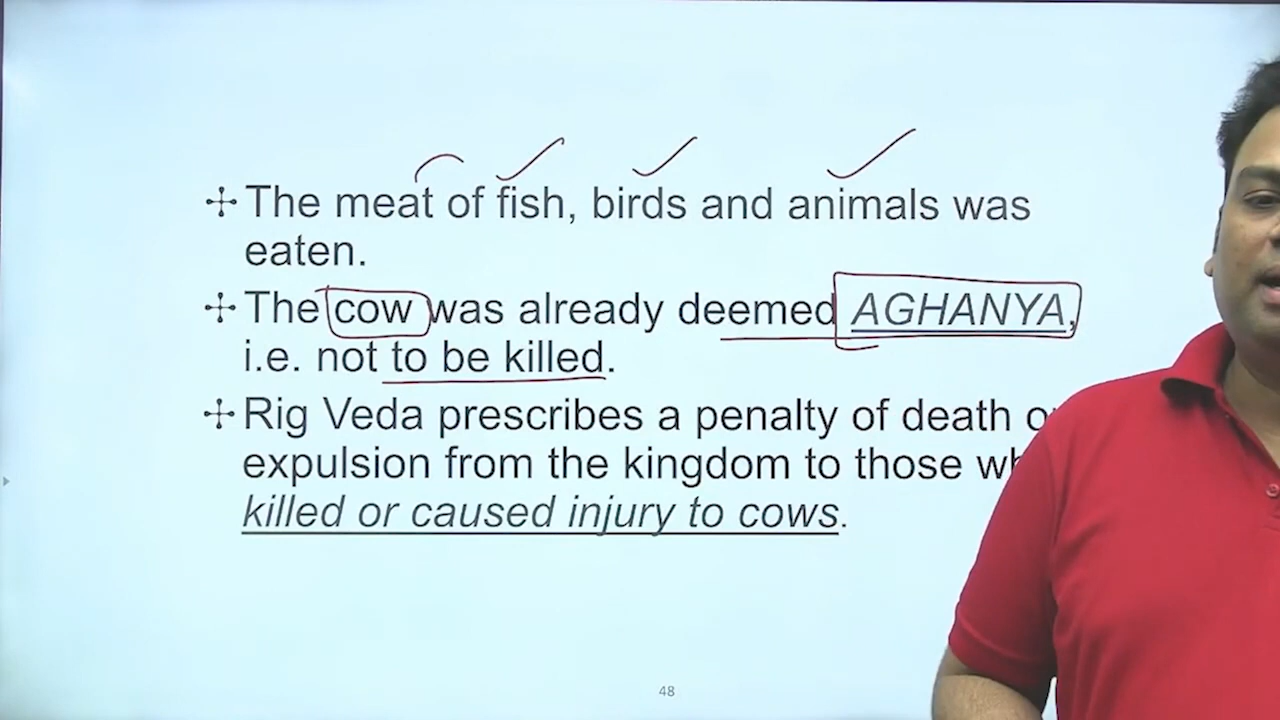 The meat of fish, birds and animals was
eaten.
The cow was already deemed AGHANYA,
i.e. not to be killed.
Rig Veda prescribes a penalty of death
expulsion from the kingdom to those
killed or caused injury to cows.
48